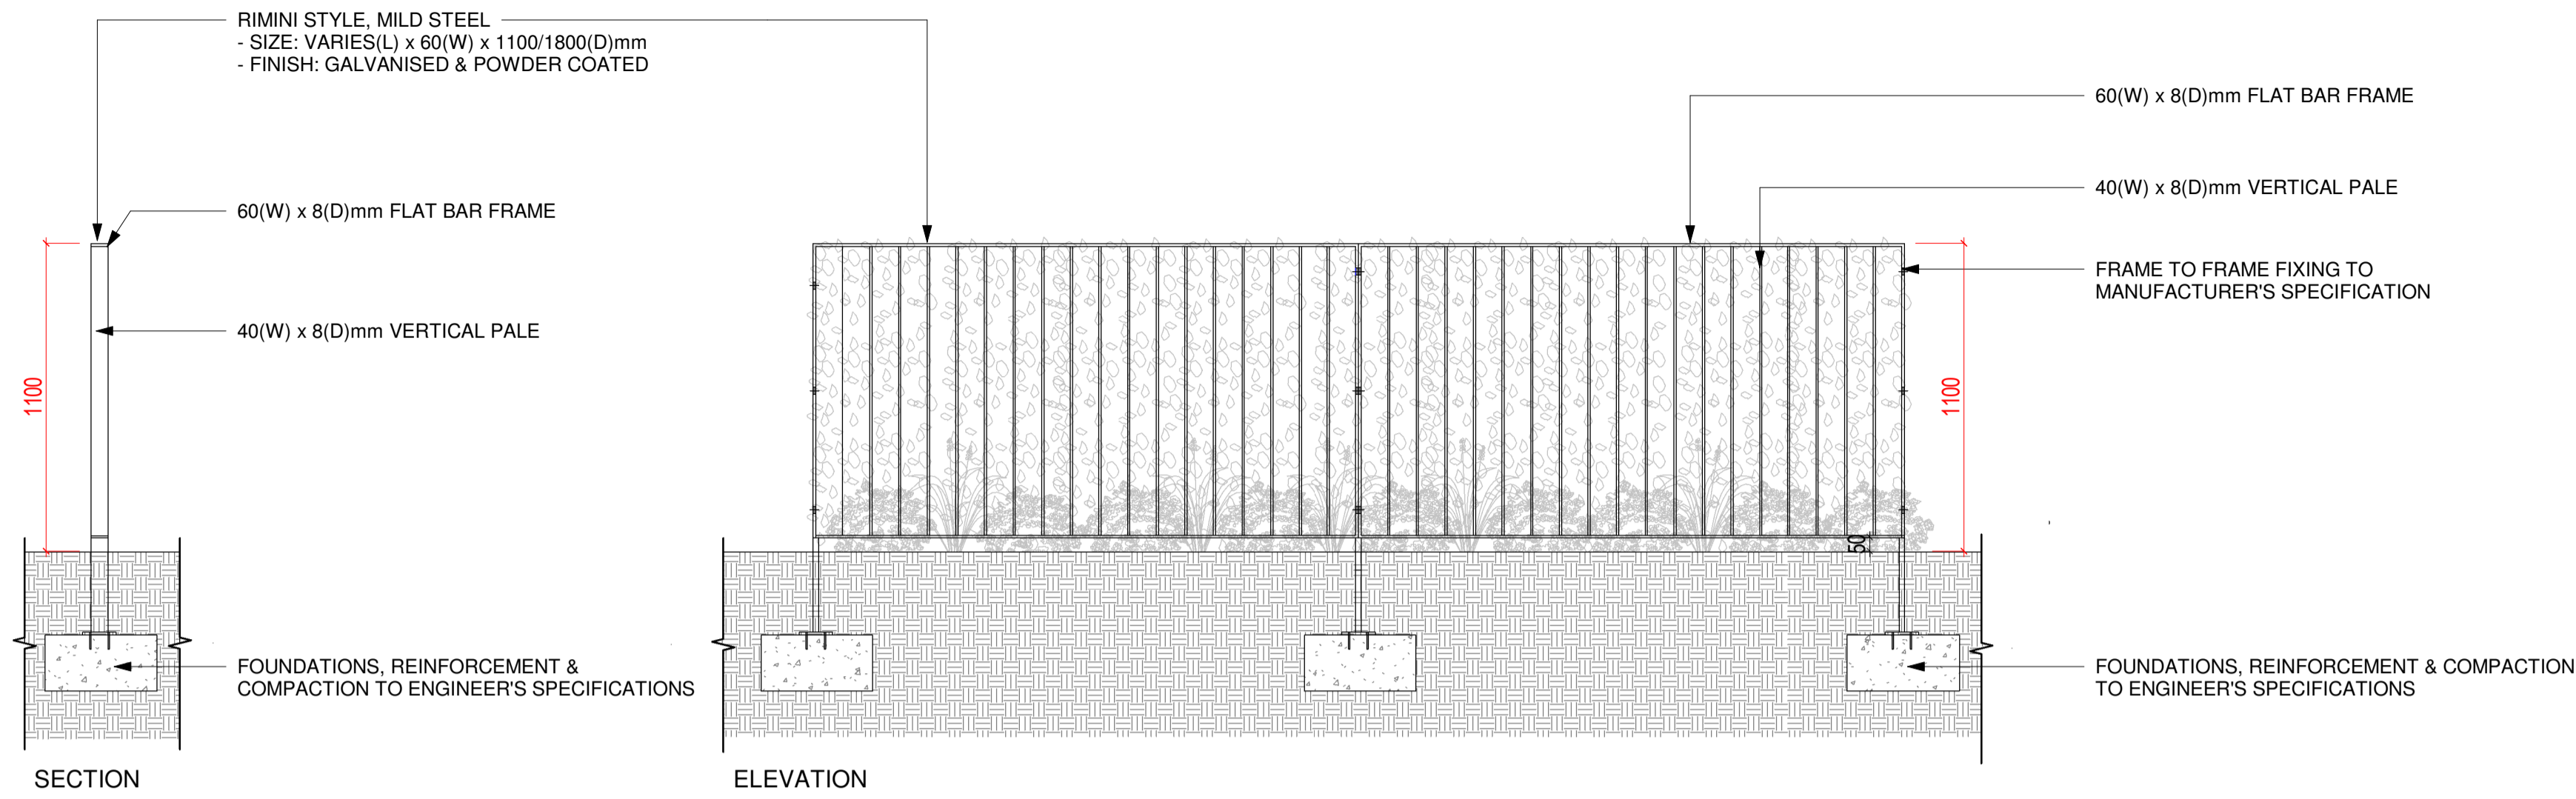 RIMINI STYLE, MILD STEEL
- SIZE: VARIES(L) x 60(W) x 1100/1800(D)mm
- FINISH: GALVANISED & POWDER COATED
60(W) x 8(D)mm FLAT BAR FRAME
40(W) x 8(D)mm VERTICAL PALE
1100
FOUNDATIONS, REINFORCEMENT &
COMPACTION TO ENGINEER'S SPECIFICATIONS
SECTION
60(W) x 8(D)mm FLAT BAR FRAME
40(W) x 8(D)mm VERTICAL PALE
FRAME TO FRAME FIXING TO
MANUFACTURER'S SPECIFICATION
1100
50
FOUNDATIONS, REINFORCEMENT & COMPACTION
TO ENGINEER'S SPECIFICATIONS
ELEVATION